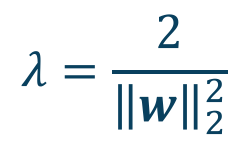 λ = 2 / ‖w‖₂²